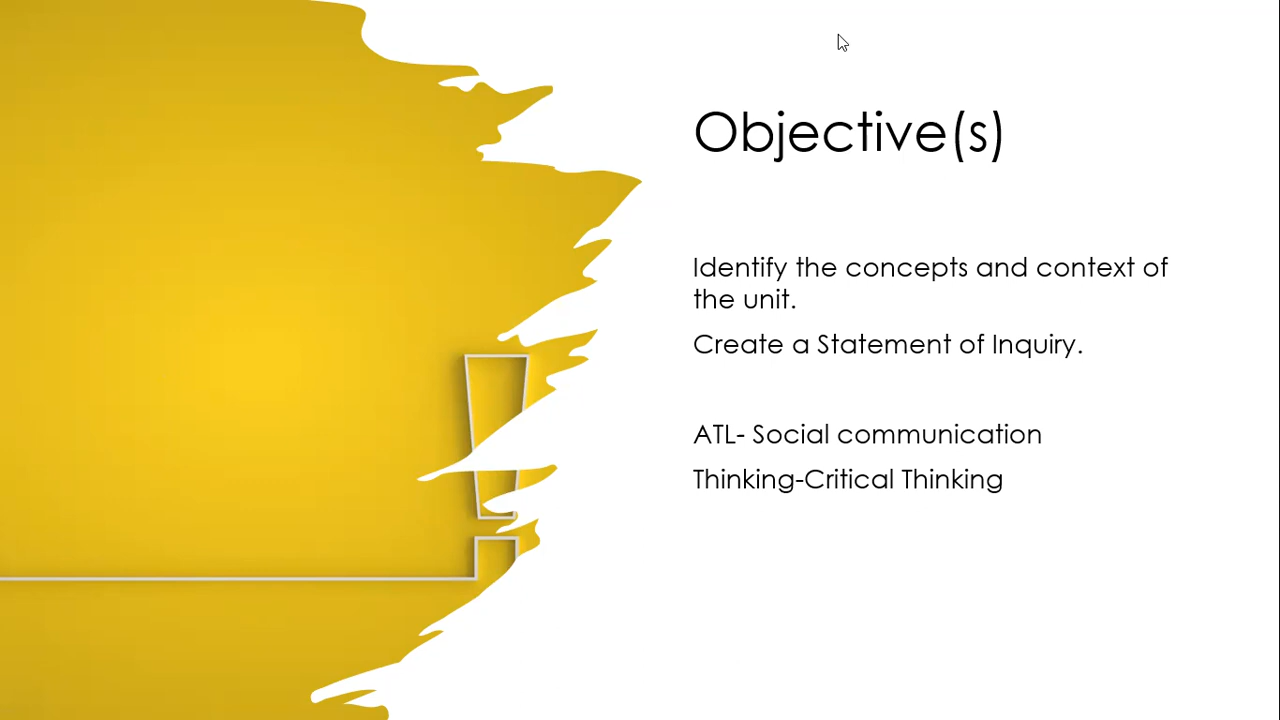 Objective(s)
Identify the concepts and context of
the unit.
Create a Statement of Inquiry.
ATL- Social communication
Thinking-Critical Thinking